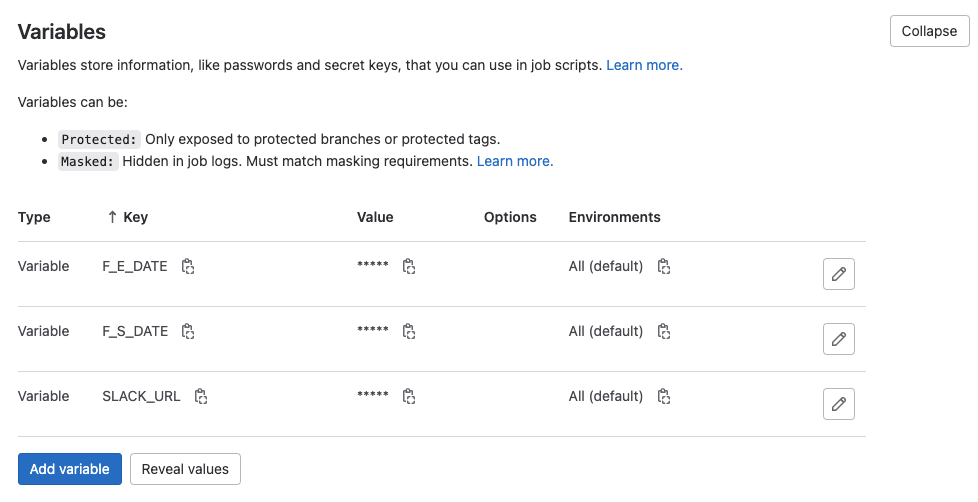 Variables
Collapse
Variables store information, like passwords and secret keys, that you can use in job scripts. Learn more.
Variables can be:
Protected: Only exposed to protected branches or protected tags.
Masked: Hidden in job logs. Must match masking requirements. Learn more.
Type ↑ Key Value Options Environments
Variable F_E_DATE ***** All (default)
Variable F_S_DATE ***** All (default)
Variable SLACK_URL ***** All (default)
Add variable Reveal values